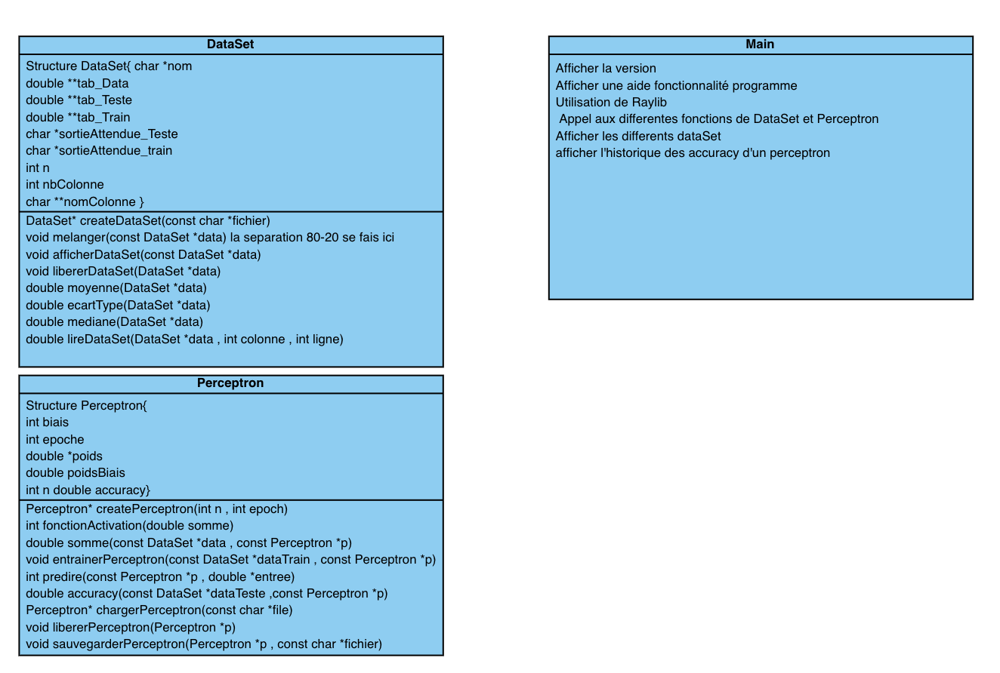 DataSet
Structure DataSet{ char *nom
double **tab_Data
double **tab_Teste
double **tab_Train
char *sortieAttendue_Teste
char *sortieAttendue_train
int n
int nbColonne
char **nomColonne }
DataSet* createDataSet(const char *fichier)
void melanger(const DataSet *data) la separation 80-20 se fais ici
void afficherDataSet(const DataSet *data)
void libererDataSet(DataSet *data)
double moyenne(DataSet *data)
double ecartType(DataSet *data)
double mediane(DataSet *data)
double lireDataSet(DataSet *data , int colonne , int ligne)
Perceptron
Structure Perceptron{
int biais
int epoche
double *poids
double poidsBiais
int n double accuracy}
Perceptron* createPerceptron(int n , int epoch)
int fonctionActivation(double somme)
double somme(const DataSet *data , const Perceptron *p)
void entrainerPerceptron(const DataSet *dataTrain , const Perceptron *p)
int predire(const Perceptron *p , double *entree)
double accuracy(const DataSet *dataTeste ,const Perceptron *p)
Perceptron* chargerPerceptron(const char *file)
void libererPerceptron(Perceptron *p)
void sauvegarderPerceptron(Perceptron *p , const char *fichier)
Main
Afficher la version
Afficher une aide fonctionnalité programme
Utilisation de Raylib
Appel aux differentes fonctions de DataSet et Perceptron
Afficher les differents dataSet
afficher l'historique des accuracy d'un perceptron